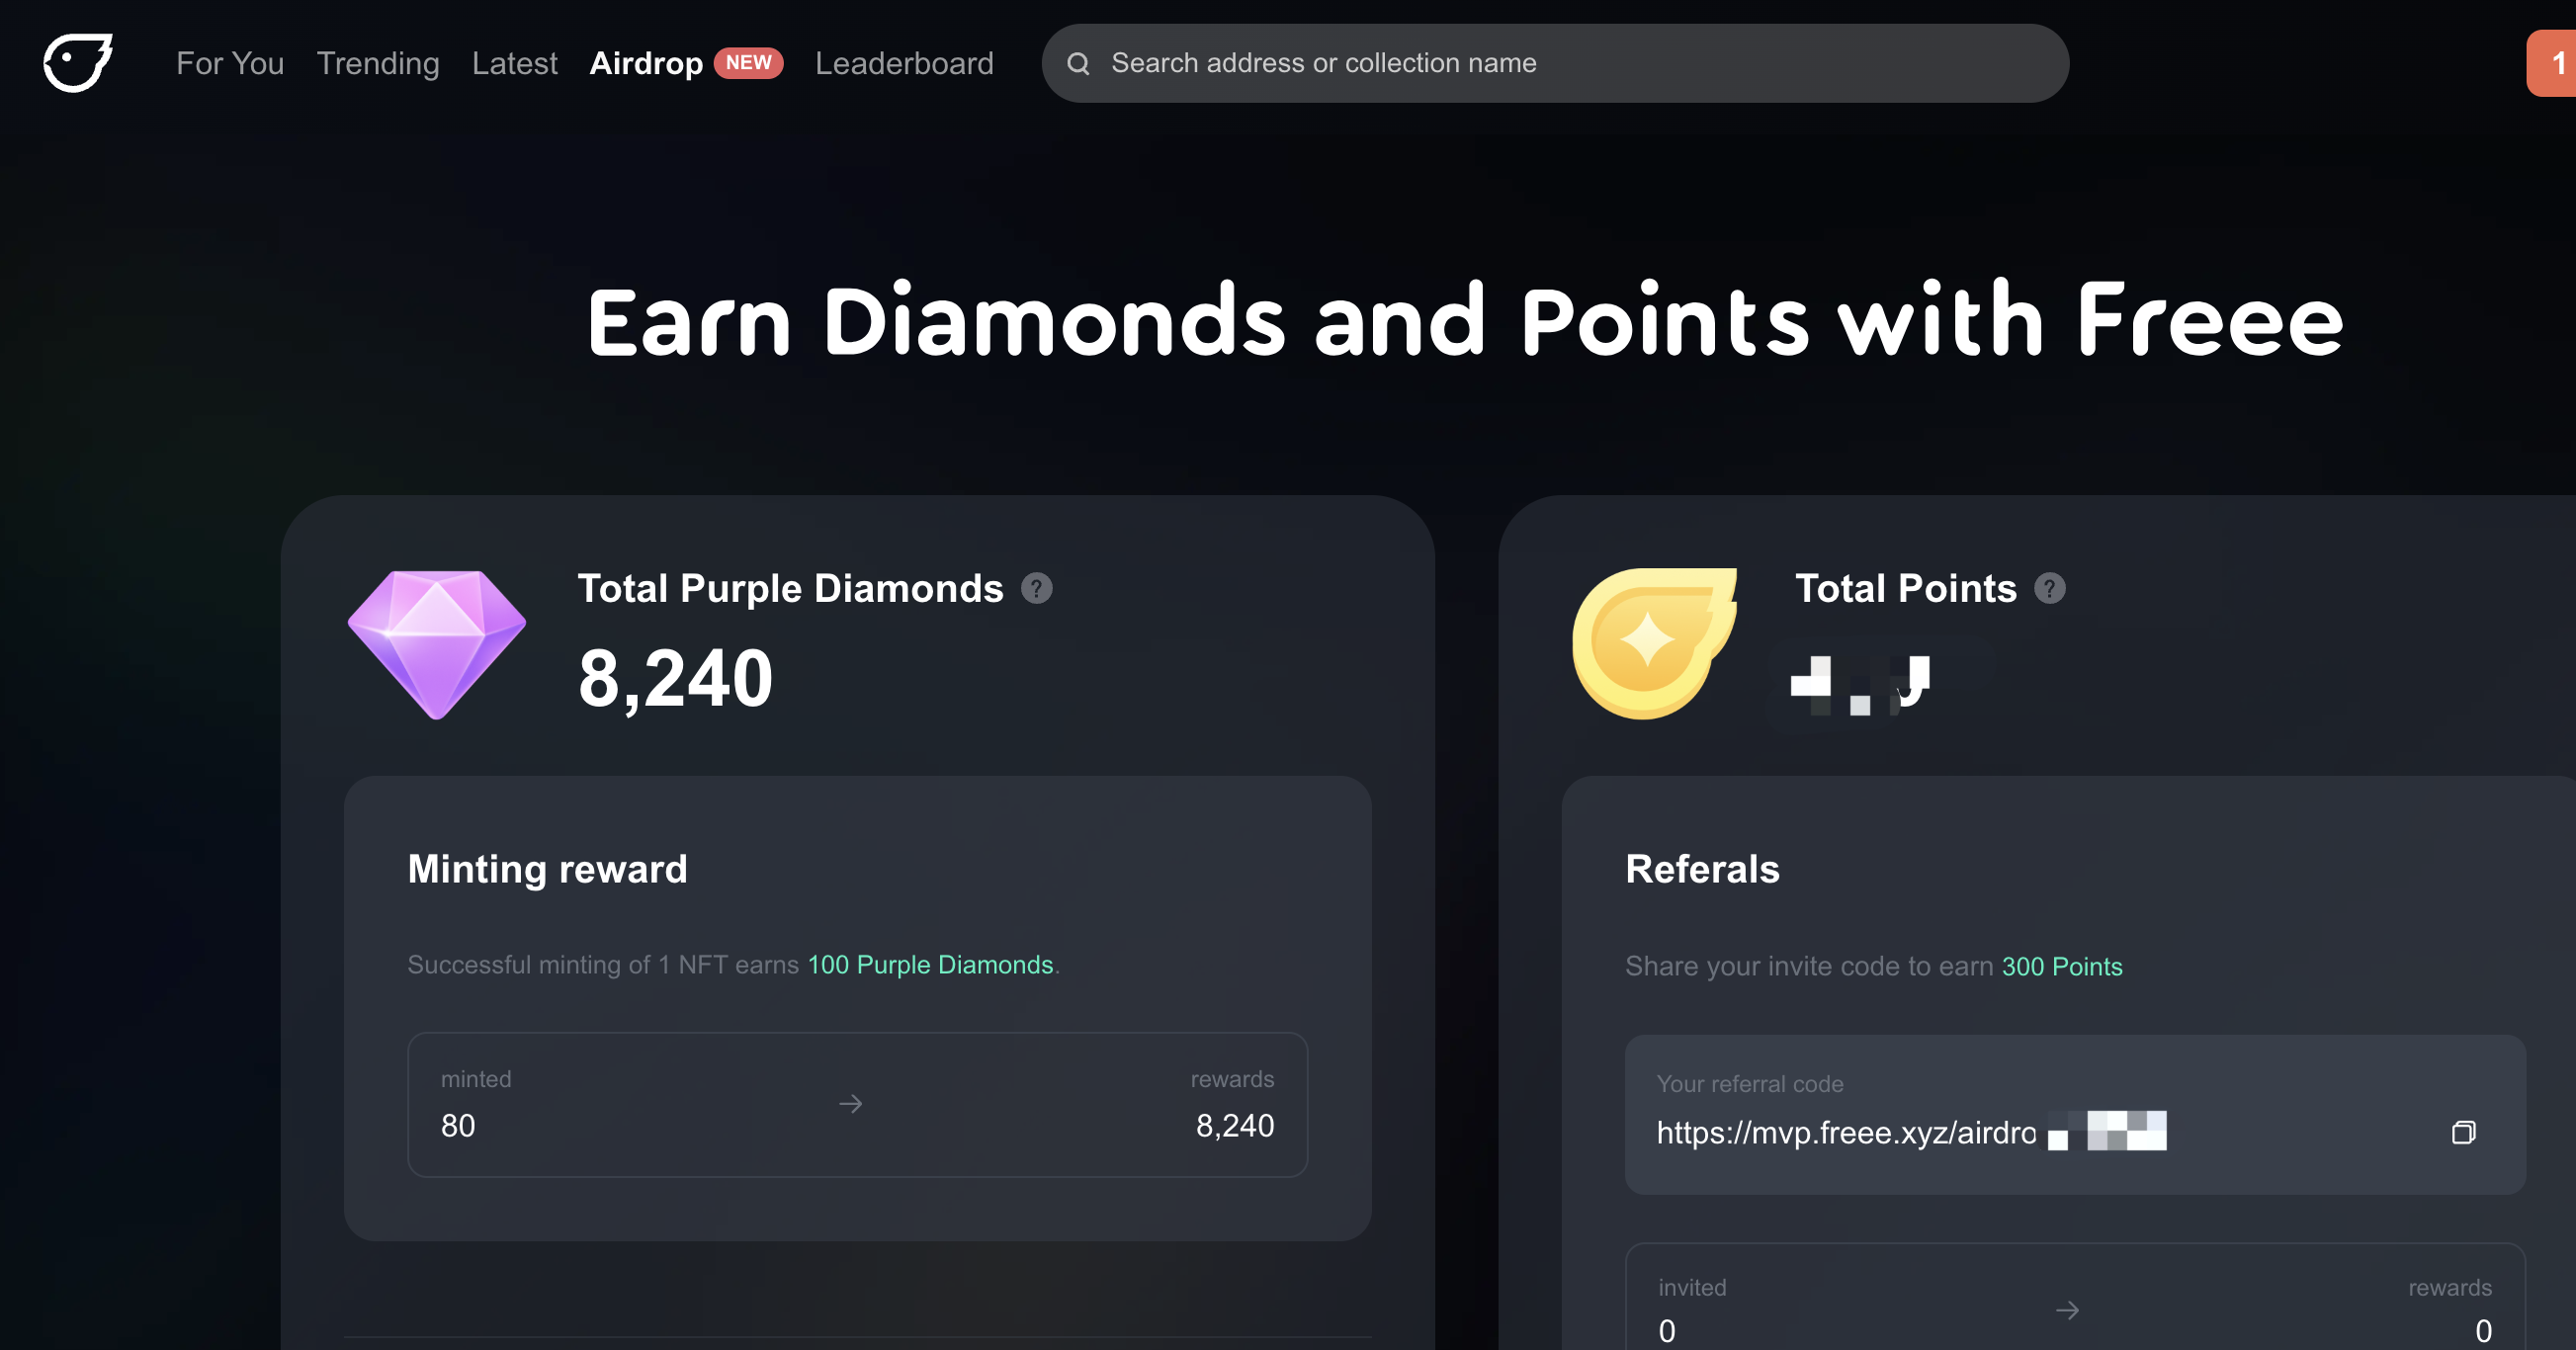 For You Trending Latest Airdrop NEW Leaderboard Search address or collection name 1
Earn Diamonds and Points with Freee
Total Purple Diamonds ?
8,240
Minting reward
Successful minting of 1 NFT earns 100 Purple Diamonds.
minted rewards
80 8,240
Total Points ?
Referals
Share your invite code to earn 300 Points
Your referral code
https://mvp.freee.xyz/airdro
invited rewards
0 0